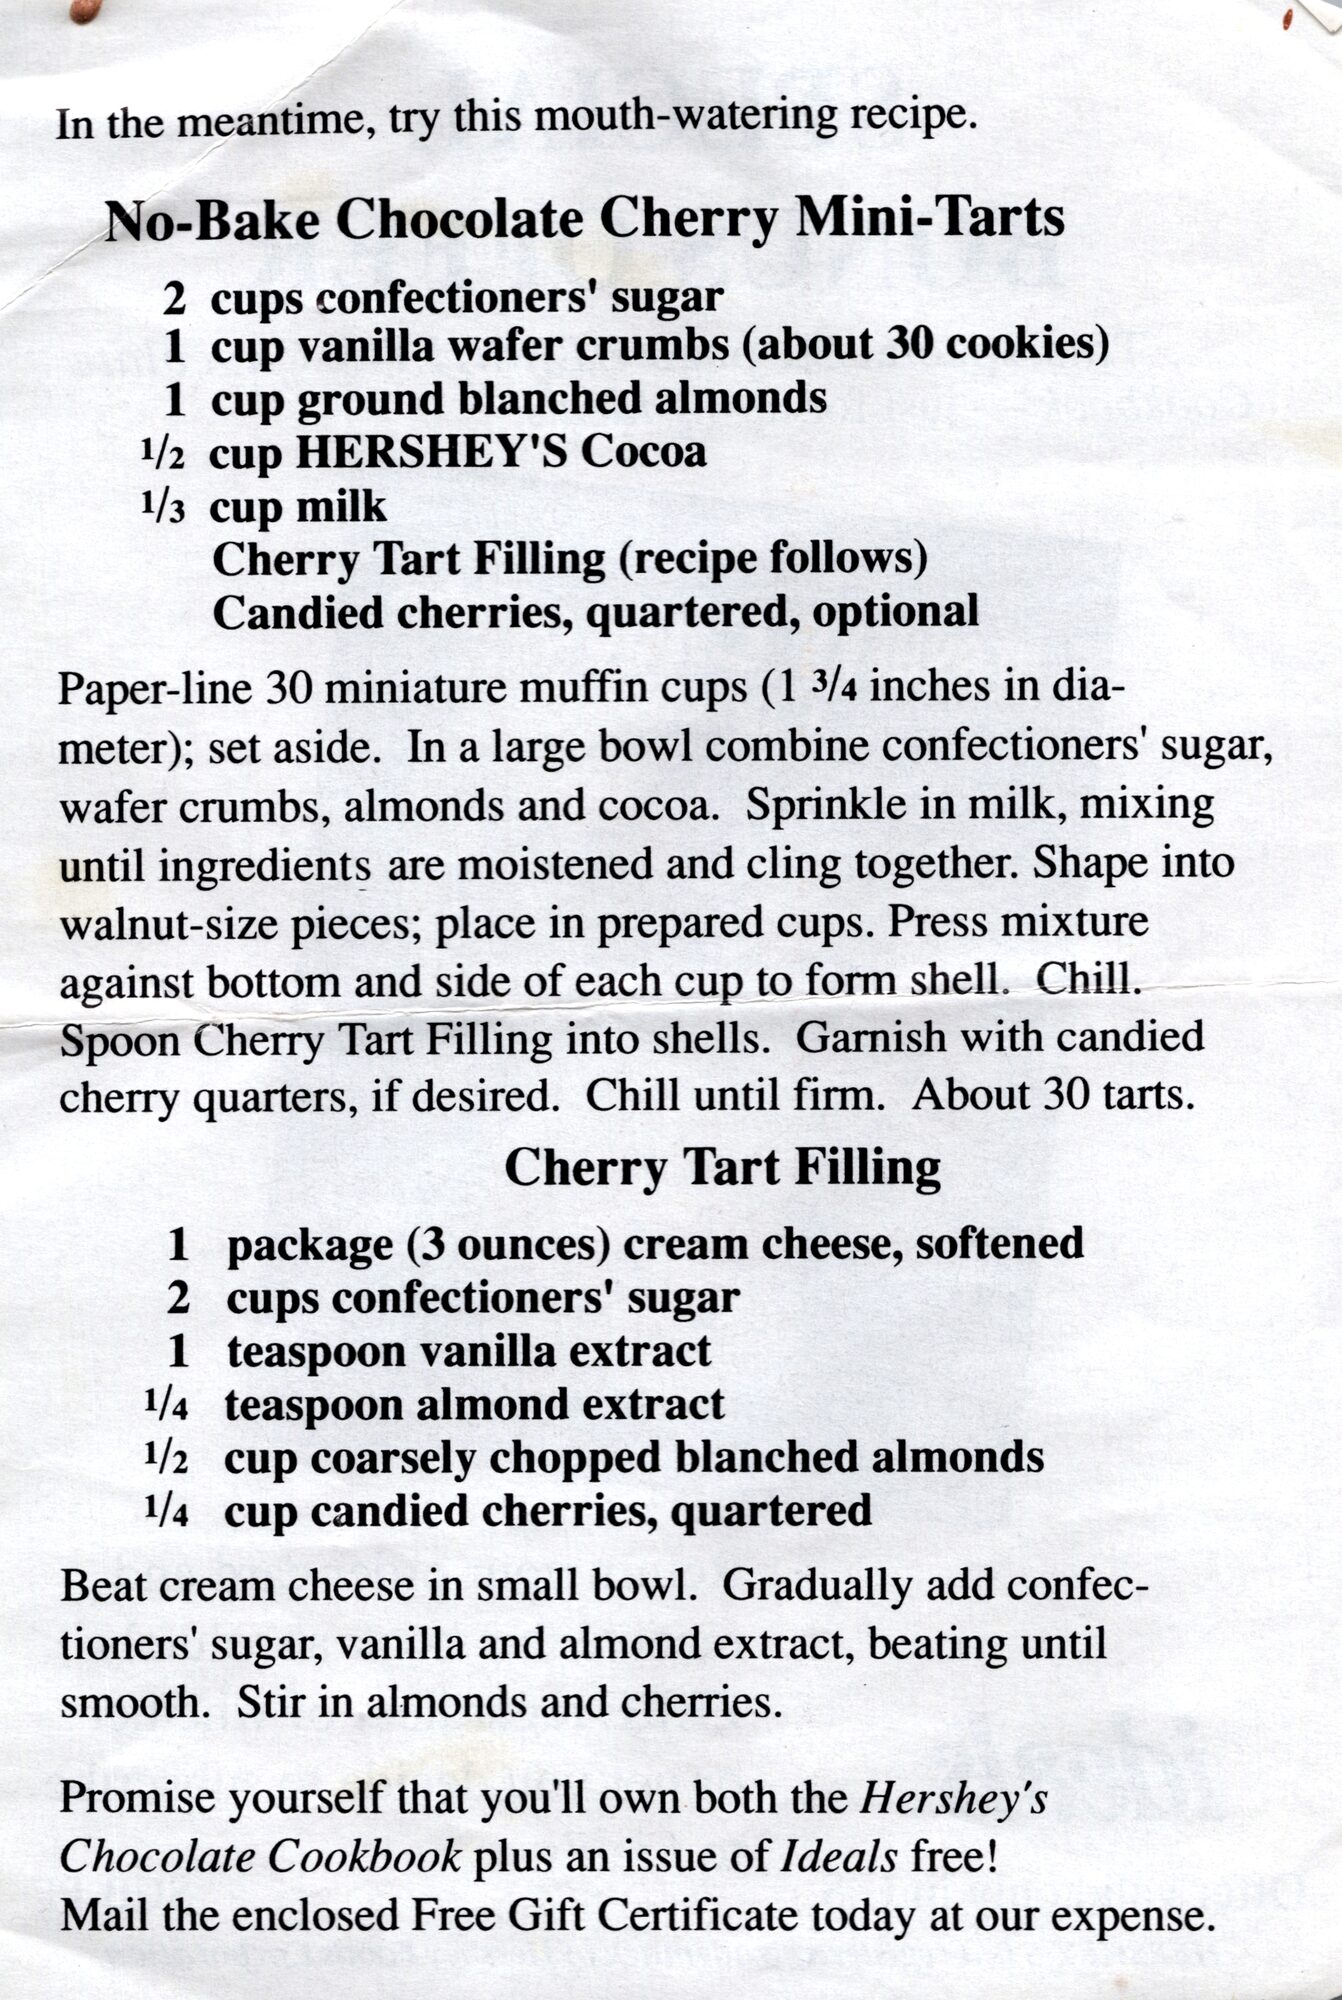 In the meantime, try this mouth-watering recipe.
No-Bake Chocolate Cherry Mini-Tarts
2 cups confectioners' sugar
1 cup vanilla wafer crumbs (about 30 cookies)
1 cup ground blanched almonds
1/2 cup HERSHEY'S Cocoa
1/3 cup milk
Cherry Tart Filling (recipe follows)
Candied cherries, quartered, optional
Paper-line 30 miniature muffin cups (1 3/4 inches in dia-
meter); set aside. In a large bowl combine confectioners' sugar,
wafer crumbs, almonds and cocoa. Sprinkle in milk, mixing
until ingredients are moistened and cling together. Shape into
walnut-size pieces; place in prepared cups. Press mixture
against bottom and side of each cup to form shell. Chill.
Spoon Cherry Tart Filling into shells. Garnish with candied
cherry quarters, if desired. Chill until firm. About 30 tarts.
Cherry Tart Filling
1 package (3 ounces) cream cheese, softened
2 cups confectioners' sugar
1 teaspoon vanilla extract
1/4 teaspoon almond extract
1/2 cup coarsely chopped blanched almonds
1/4 cup candied cherries, quartered
Beat cream cheese in small bowl. Gradually add confec-
tioners' sugar, vanilla and almond extract, beating until
smooth. Stir in almonds and cherries.
Promise yourself that you'll own both the Hershey's
Chocolate Cookbook plus an issue of Ideals free!
Mail the enclosed Free Gift Certificate today at our expense.